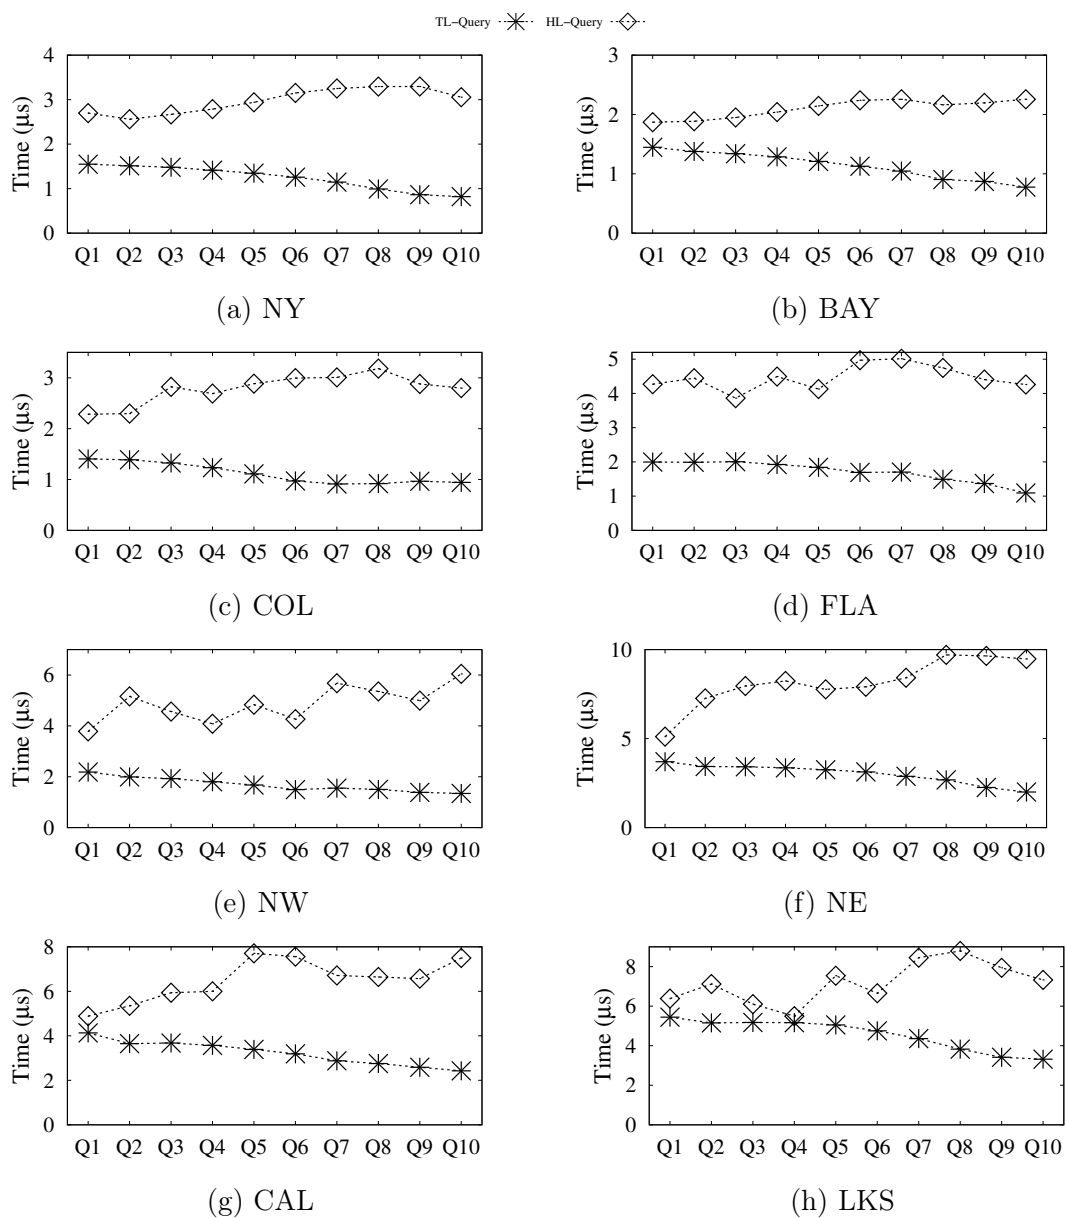 TL−Query HL−Query
4
3
2
1
0
Time (μs)
Q1 Q2 Q3 Q4 Q5 Q6 Q7 Q8 Q9 Q10
(a) NY
3
2
1
0
Time (μs)
Q1 Q2 Q3 Q4 Q5 Q6 Q7 Q8 Q9 Q10
(b) BAY
3
2
1
0
Time (μs)
Q1 Q2 Q3 Q4 Q5 Q6 Q7 Q8 Q9 Q10
(c) COL
5
4
3
2
1
0
Time (μs)
Q1 Q2 Q3 Q4 Q5 Q6 Q7 Q8 Q9 Q10
(d) FLA
6
4
2
0
Time (μs)
Q1 Q2 Q3 Q4 Q5 Q6 Q7 Q8 Q9 Q10
(e) NW
10
5
0
Time (μs)
Q1 Q2 Q3 Q4 Q5 Q6 Q7 Q8 Q9 Q10
(f) NE
8
6
4
2
0
Time (μs)
Q1 Q2 Q3 Q4 Q5 Q6 Q7 Q8 Q9 Q10
(g) CAL
8
6
4
2
0
Time (μs)
Q1 Q2 Q3 Q4 Q5 Q6 Q7 Q8 Q9 Q10
(h) LKS